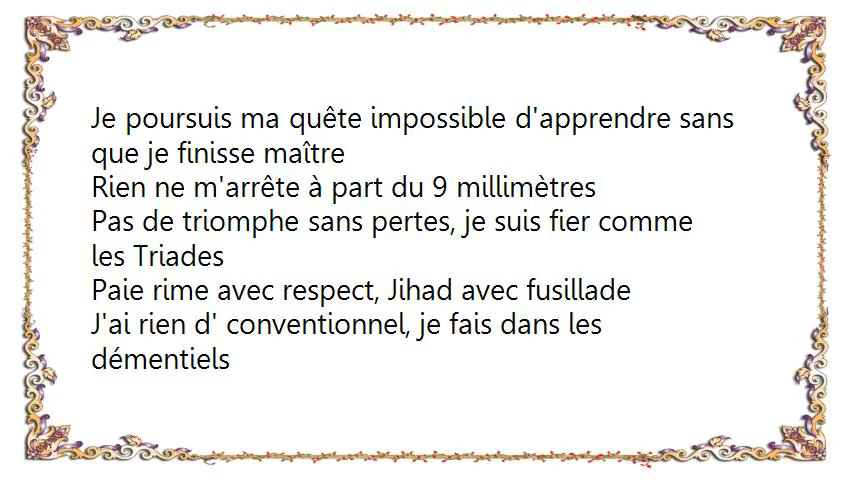 Je poursuis ma quête impossible d'apprendre sans
que je finisse maître
Rien ne m'arrête à part du 9 millimètres
Pas de triomphe sans pertes, je suis fier comme
les Triades
Paie rime avec respect, Jihad avec fusillade
J'ai rien d' conventionnel, je fais dans les
démentiels